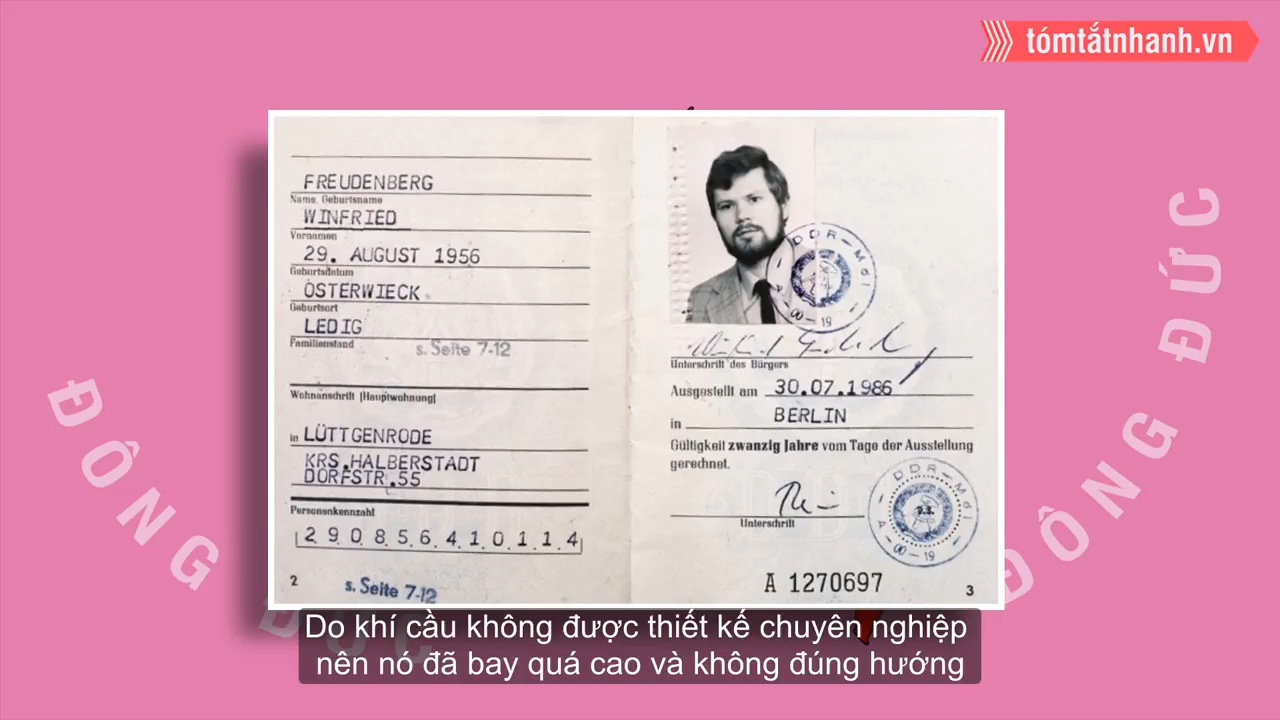 tómtắtnhanh.vn
FREUDENBERG
Name, Geburtsname
WINFRIED
Vornamen
29. AUGUST 1956
Geburtsdatum
OSTERWIECK
Geburtsort
LEDIG
Familienstand
s. Seite 7-12
Wohnanschrift (Hauptwohnung)
in LÜTTGENRODE
KRS.HALBERSTADT
DORFSTR.55
Personenkennzahl
290856410114
2
s. Seite 7-12
DDR-MdI
Unterschrift des Bürgers
Ausgestellt am 30.07.1986
in BERLIN
Gültigkeit zwanzig Jahre vom Tage der Ausstellung
gerechnet.
DDR-MdI
P.S.
Unterschrift
A 1270697
3
ĐÔNG ĐỨC
ĐÔNG ĐỨC
Do khí cầu không được thiết kế chuyên nghiệp
nên nó đã bay quá cao và không đúng hướng